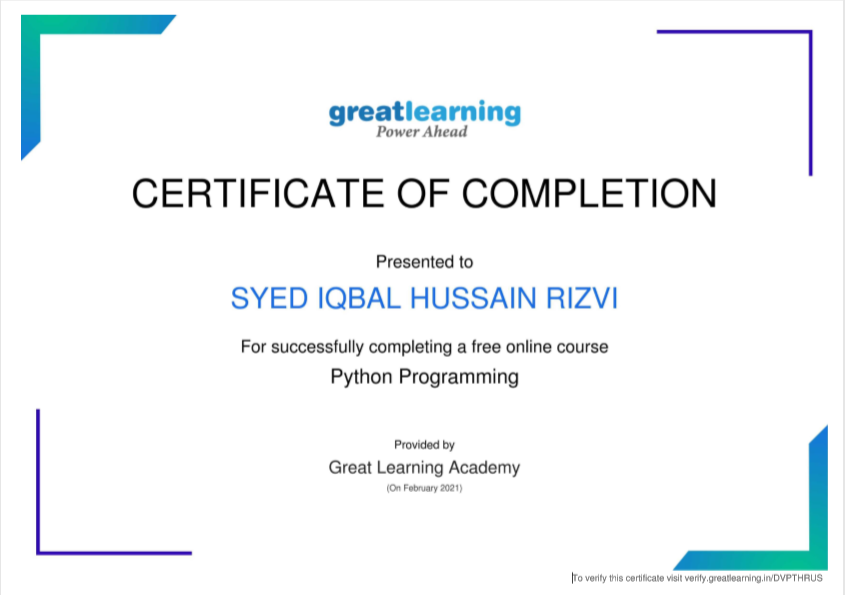 greatlearning
Power Ahead
CERTIFICATE OF COMPLETION
Presented to
SYED IQBAL HUSSAIN RIZVI
For successfully completing a free online course
Python Programming
Provided by
Great Learning Academy
(On February 2021)
To verify this certificate visit verify.greatlearning.in/DVPTHRUS